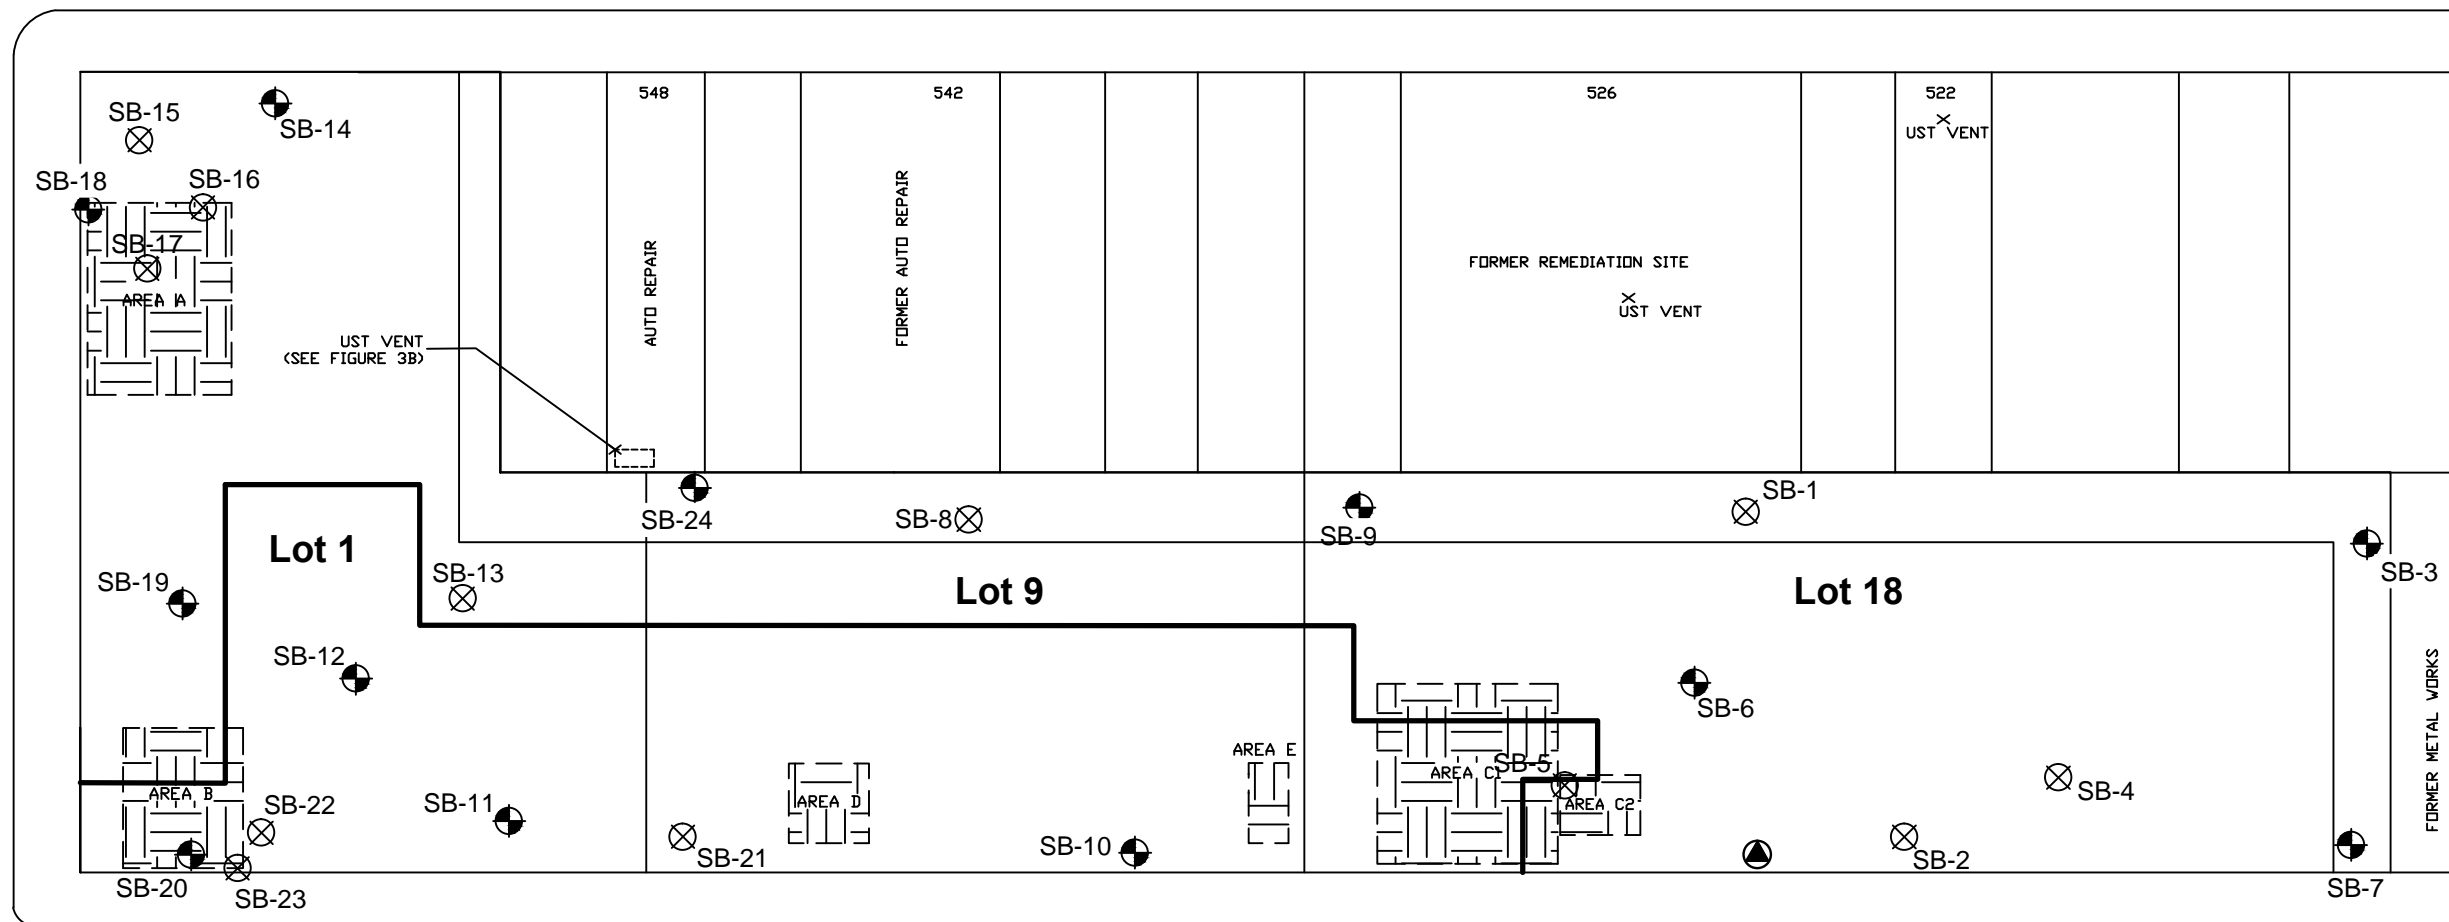 548
542
526
522
SB-15
SB-14
UST VENT
SB-18
SB-16
SB-17
AREA A
AUTO REPAIR
FORMER AUTO REPAIR
FORMER REMEDIATION SITE
UST VENT
UST VENT
(SEE FIGURE 3B)
SB-24
SB-8
SB-9
SB-1
SB-3
Lot 1
SB-13
Lot 9
Lot 18
SB-19
SB-12
SB-6
FORMER METAL WORKS
AREA B
SB-22
SB-11
SB-21
AREA D
SB-10
AREA E
AREA C1
SB-5
AREA C2
SB-4
SB-2
SB-20
SB-23
SB-7